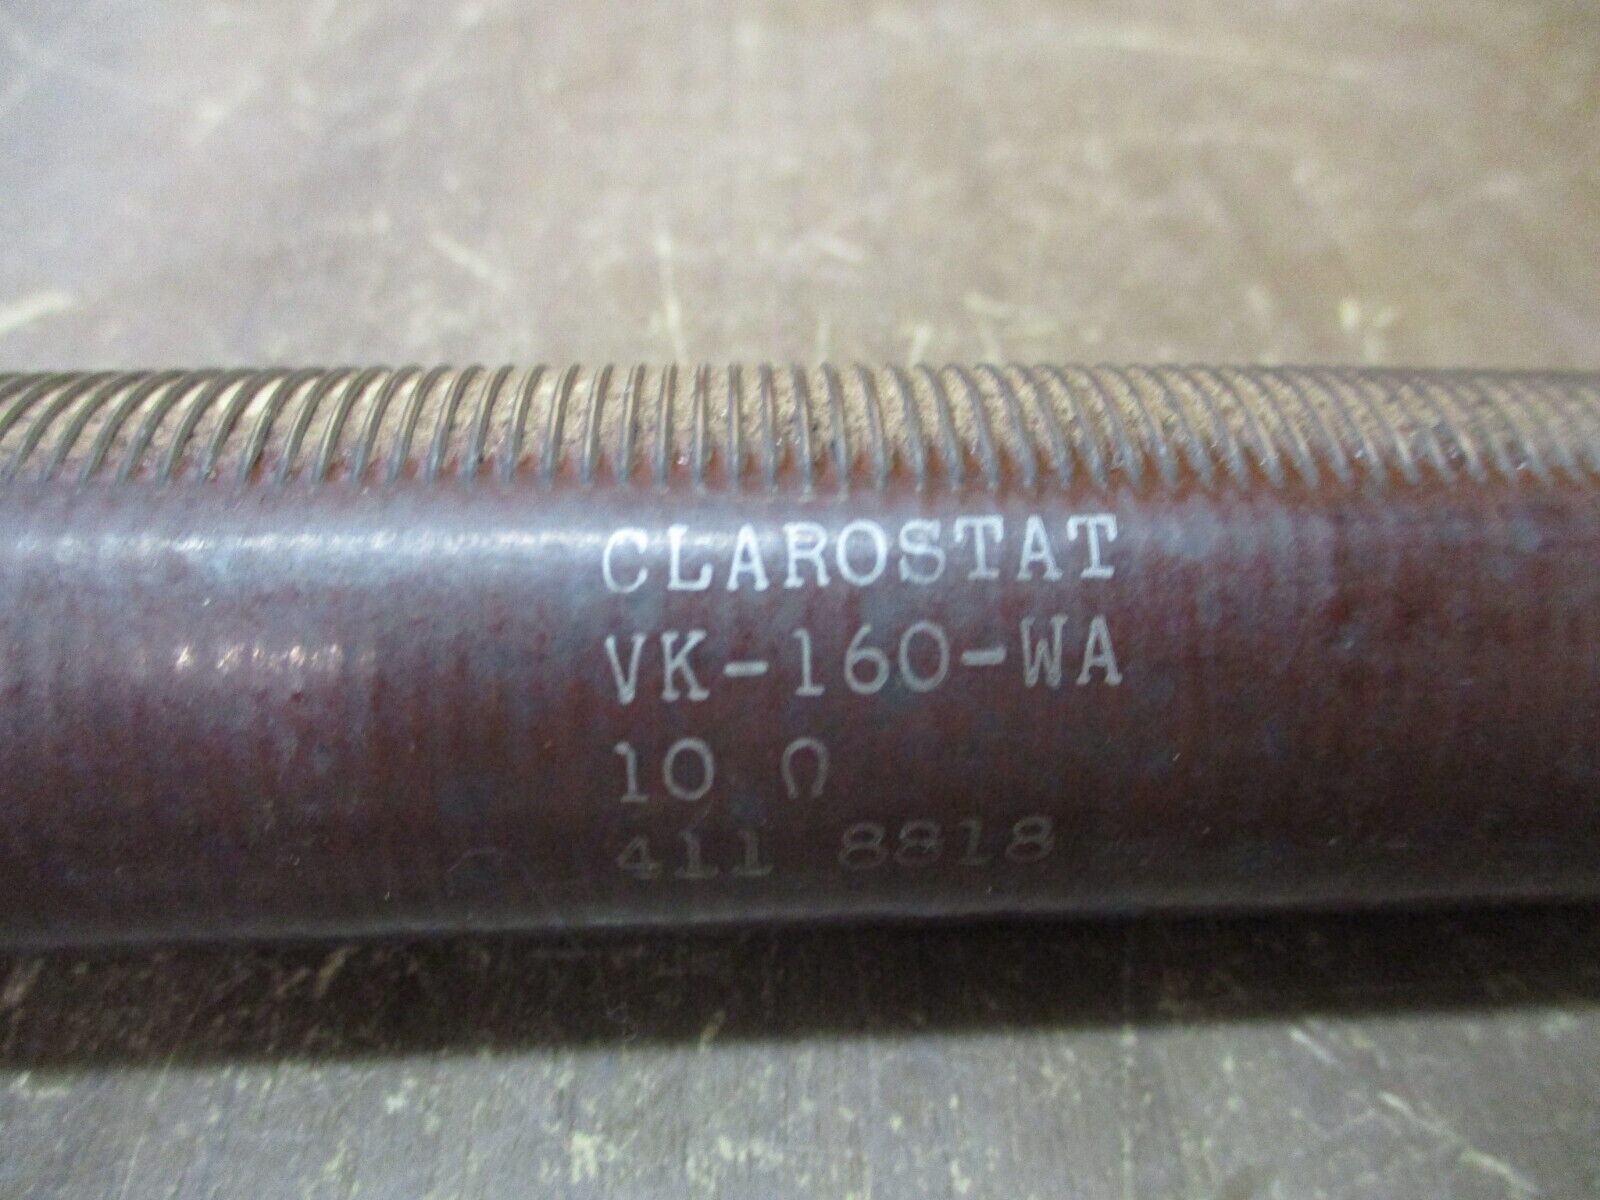 CLAROSTAT
VK-160-WA
10 Ω
411 8818